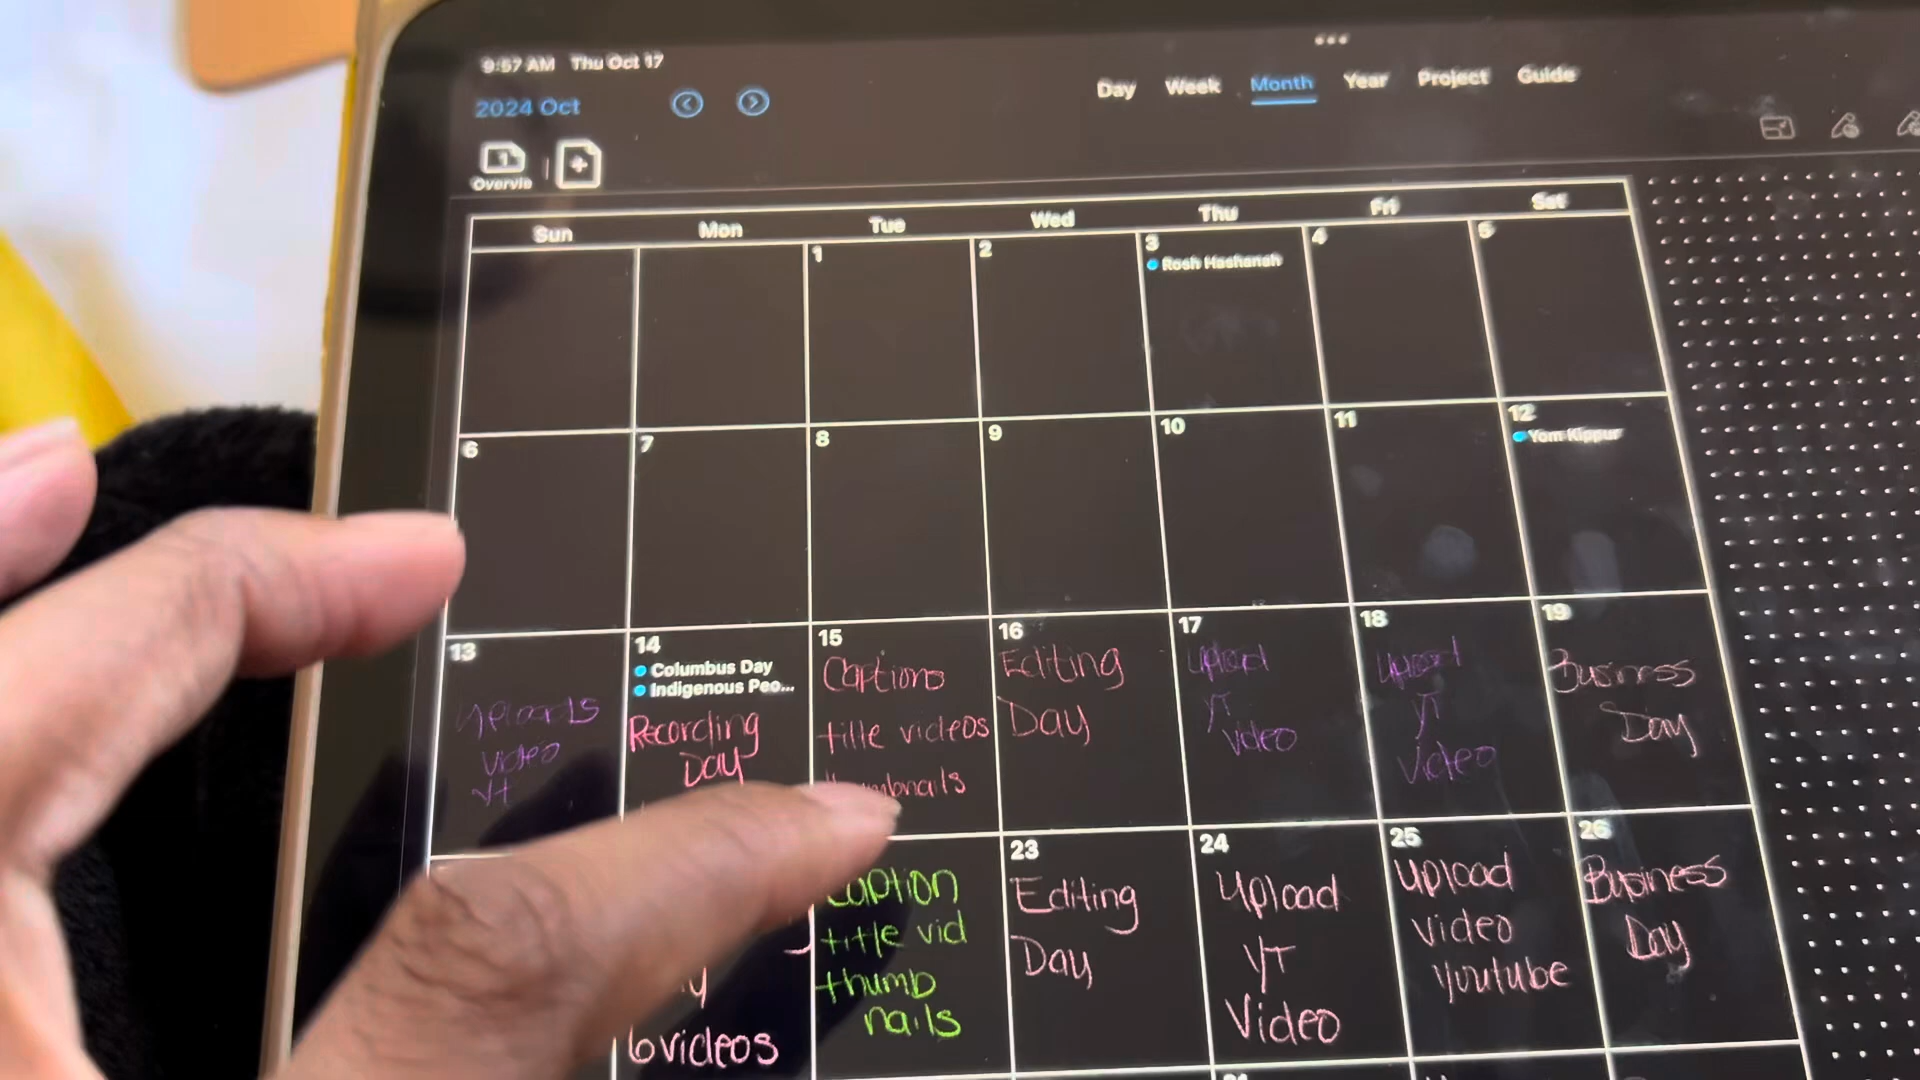 9:57 AM Thu Oct 17
2024 Oct
Day Week Month Year Project Guide
1
Overvie
Sun Mon Tue Wed Thu Fri Sat
1 2 3 4 5
Rosh Hashanah
6 7 8 9 10 11 12
Yom Kippur
13
Uploads
video
yt
14
Columbus Day
Indigenous Peo...
Recording
Day
15
Captions
title videos
thumbnails
16
Editing
Day
17
Upload
YT
Video
18
Upload
YT
Video
19
Business
Day
y
6 videos
Caption
title vid
thumb
nails
23
Editing
Day
24
Upload
YT
Video
25
Upload
video
youtube
26
Business
Day